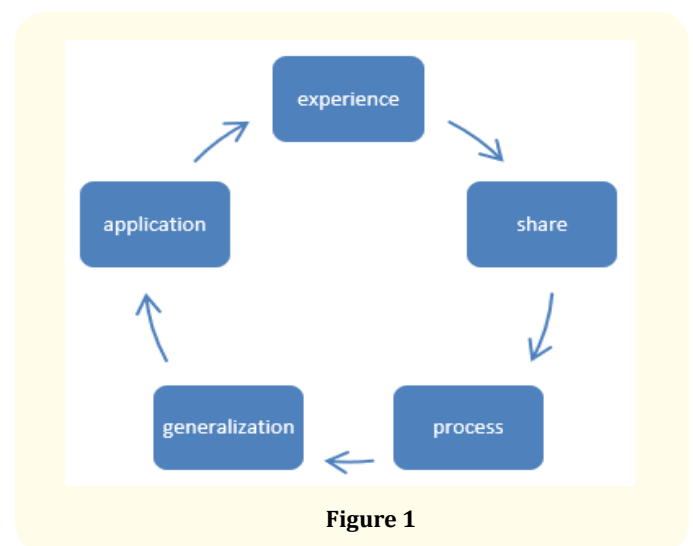 experience
share
process
generalization
application
Figure 1